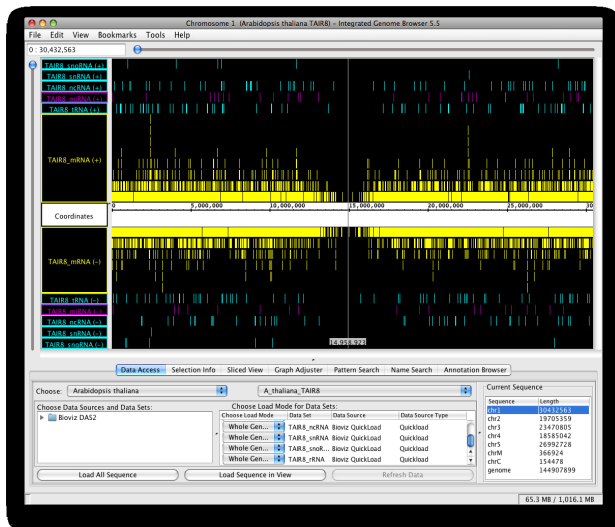 Chromosome 1 (Arabidopsis thaliana TAIR8) – Integrated Genome Browser 5.5
File Edit View Bookmarks Tools Help
0 : 30,432,563
TAIR8_snoRNA (+)
TAIR8_snRNA (+)
TAIR8_ncRNA (+)
TAIR8_miRNA (+)
TAIR8_tRNA (+)
TAIR8_mRNA (+)
Coordinates
0 5,000,000 10,000,000 15,000,000 20,000,000 25,000,000 30
TAIR8_mRNA (-)
TAIR8_tRNA (-)
TAIR8_miRNA (-)
TAIR8_ncRNA (-)
TAIR8_snRNA (-)
TAIR8_snoRNA (-)
14,958,923
Data Access Selection Info Sliced View Graph Adjuster Pattern Search Name Search Annotation Browser
Choose: Arabidopsis thaliana A_thaliana_TAIR8
Choose Data Sources and Data Sets:
Bioviz DAS2
Choose Load Mode for Data Sets:
Choose Load Mode Data Set Data Source Data Source Type
Whole Gen... TAIR8_ncRNA Bioviz QuickLoad Quickload
Whole Gen... TAIR8_snRNA Bioviz QuickLoad Quickload
Whole Gen... TAIR8_snoR... Bioviz QuickLoad Quickload
Whole Gen... TAIR8_rRNA Bioviz QuickLoad Quickload
Load All Sequence Load Sequence in View Refresh Data
Current Sequence
Sequence Length
chr1 30432563
chr2 19705359
chr3 23470805
chr4 18585042
chr5 26992728
chrM 366924
chrC 154478
genome 144907899
65.3 MB / 1,016.1 MB